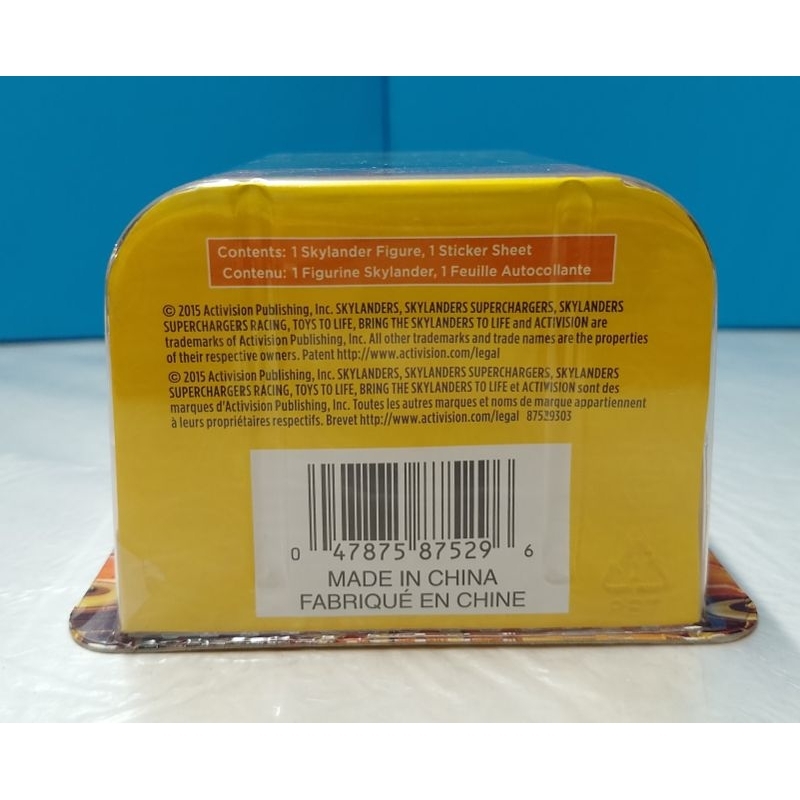 Contents: 1 Skylander Figure, 1 Sticker Sheet
Contenu: 1 Figurine Skylander, 1 Feuille Autocollante
© 2015 Activision Publishing, Inc. SKYLANDERS, SKYLANDERS SUPERCHARGERS, SKYLANDERS
SUPERCHARGERS RACING, TOYS TO LIFE, BRING THE SKYLANDERS TO LIFE and ACTIVISION are
trademarks of Activision Publishing, Inc. All other trademarks and trade names are the properties
of their respective owners. Patent http://www.activision.com/legal
© 2015 Activision Publishing, Inc. SKYLANDERS, SKYLANDERS SUPERCHARGERS, SKYLANDERS
SUPERCHARGERS RACING, TOYS TO LIFE, BRING THE SKYLANDERS TO LIFE et ACTIVISION sont des
marques d'Activision Publishing, Inc. Toutes les autres marques et noms de marque appartiennent
à leurs propriétaires respectifs. Brevet http://www.activision.com/legal 87529303
0 47875 87529 6
MADE IN CHINA
FABRIQUÉ EN CHINE